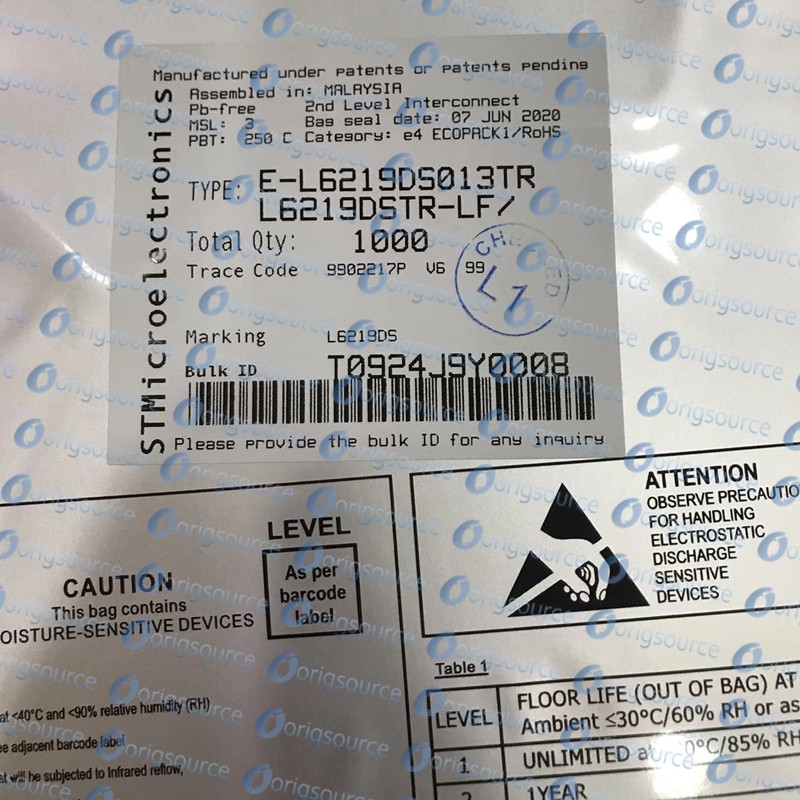 Manufactured under patents or patents pending
Assembled in: MALAYSIA
Pb-free 2nd Level Interconnect
MSL: 3 Bag seal date: 07 JUN 2020
PBT: 250 C Category: e4 ECOPACK1/RoHS
STMicroelectronics
TYPE: E-L6219DS013TR
L6219DSTR-LF/
Total Qty: 1000
Trace Code 9902217P V6 99
CHECKED
Marking L6219DS
Bulk ID T0924J9Y0008
Please provide the bulk ID for any inquiry
LEVEL
As per
barcode
label
CAUTION
This bag contains
OISTURE-SENSITIVE DEVICES
at <40°C and <90% relative humidity (RH)
adjacent barcode label
will be subjected to Infrared reflow,
ATTENTION
OBSERVE PRECAUTIO
FOR HANDLING
ELECTROSTATIC
DISCHARGE
SENSITIVE
DEVICES
Table 1
LEVEL FLOOR LIFE (OUT OF BAG) AT
Ambient ≤30°C/60% RH or as
1 UNLIMITED 0°C/85% RH
2 1YEAR
origsource